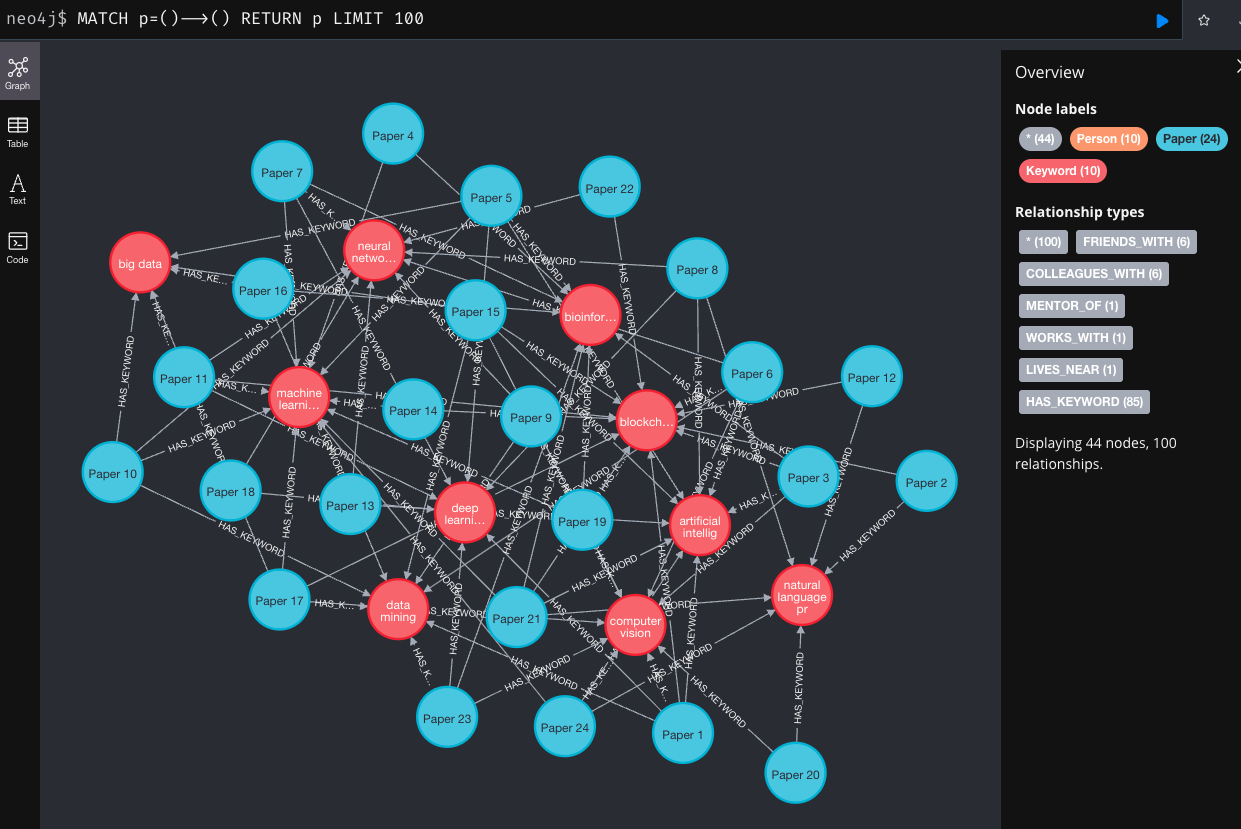 neo4j$ MATCH p=()-->() RETURN p LIMIT 100
Graph
Table
Text
Code
Overview
Node labels
* (44) Person (10) Paper (24)
Keyword (10)
Relationship types
* (100) FRIENDS_WITH (6)
COLLEAGUES_WITH (6)
MENTOR_OF (1)
WORKS_WITH (1)
LIVES_NEAR (1)
HAS_KEYWORD (85)
Displaying 44 nodes, 100
relationships.
Paper 4
Paper 7
Paper 5
Paper 22
neural
netwo...
big data
Paper 8
Paper 16
Paper 15
bioinfor...
Paper 11
Paper 6
Paper 12
machine
learni...
Paper 14
Paper 9
blockch...
Paper 10
Paper 18
Paper 13
Paper 3
Paper 2
deep
learni...
Paper 19
artificial
intellig
Paper 17
data
mining
Paper 21
computer
vision
natural
language
pr
Paper 23
Paper 24
Paper 1
Paper 20
HAS_KEYWORD
HAS_KEYWORD
HAS_KEYWORD
HAS_KEYWORD
HAS_KEYWORD
HAS_KEYWORD
HAS_KEYWORD
HAS_KEYWORD
HAS_KEYWORD
HAS_KEYWORD
HAS_K...
HAS_KE...